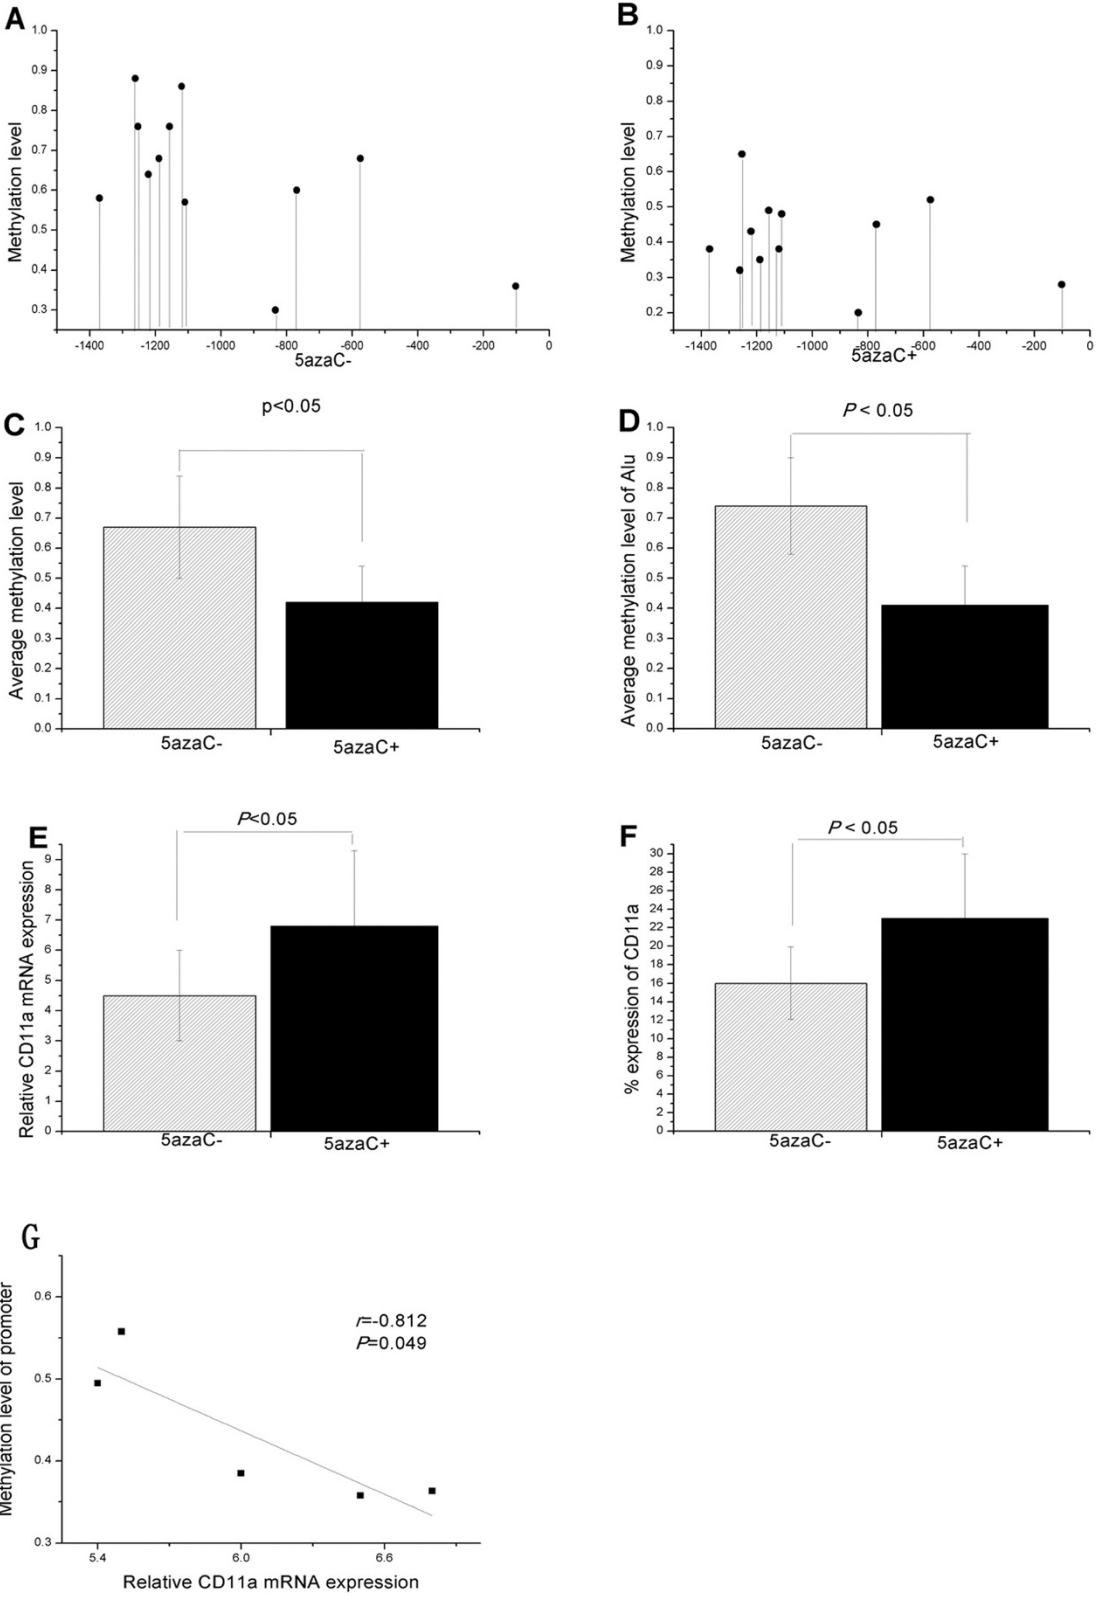 A
Methylation level
1.0
0.9
0.8
0.7
0.6
0.5
0.4
0.3
-1400
-1200
-1000
-800
-600
-400
-200
0
5azaC-
B
Methylation level
1.0
0.9
0.8
0.7
0.6
0.5
0.4
0.3
0.2
-1400
-1200
-1000
-800
-600
-400
-200
0
5azaC+
C
p<0.05
Average methylation level
1.0
0.9
0.8
0.7
0.6
0.5
0.4
0.3
0.2
0.1
0.0
5azaC-
5azaC+
D
P < 0.05
Average methylation level of Alu
1.0
0.9
0.8
0.7
0.6
0.5
0.4
0.3
0.2
0.1
0.0
5azaC-
5azaC+
E
P<0.05
Relative CD11a mRNA expression
9
8
7
6
5
4
3
2
1
0
5azaC-
5azaC+
F
P < 0.05
% expression of CD11a
30
28
26
24
22
20
18
16
14
12
10
8
6
4
2
0
5azaC-
5azaC+
G
Methylation level of promoter
0.6
0.5
0.4
0.3
r=-0.812
P=0.049
5.4
6.0
6.6
Relative CD11a mRNA expression